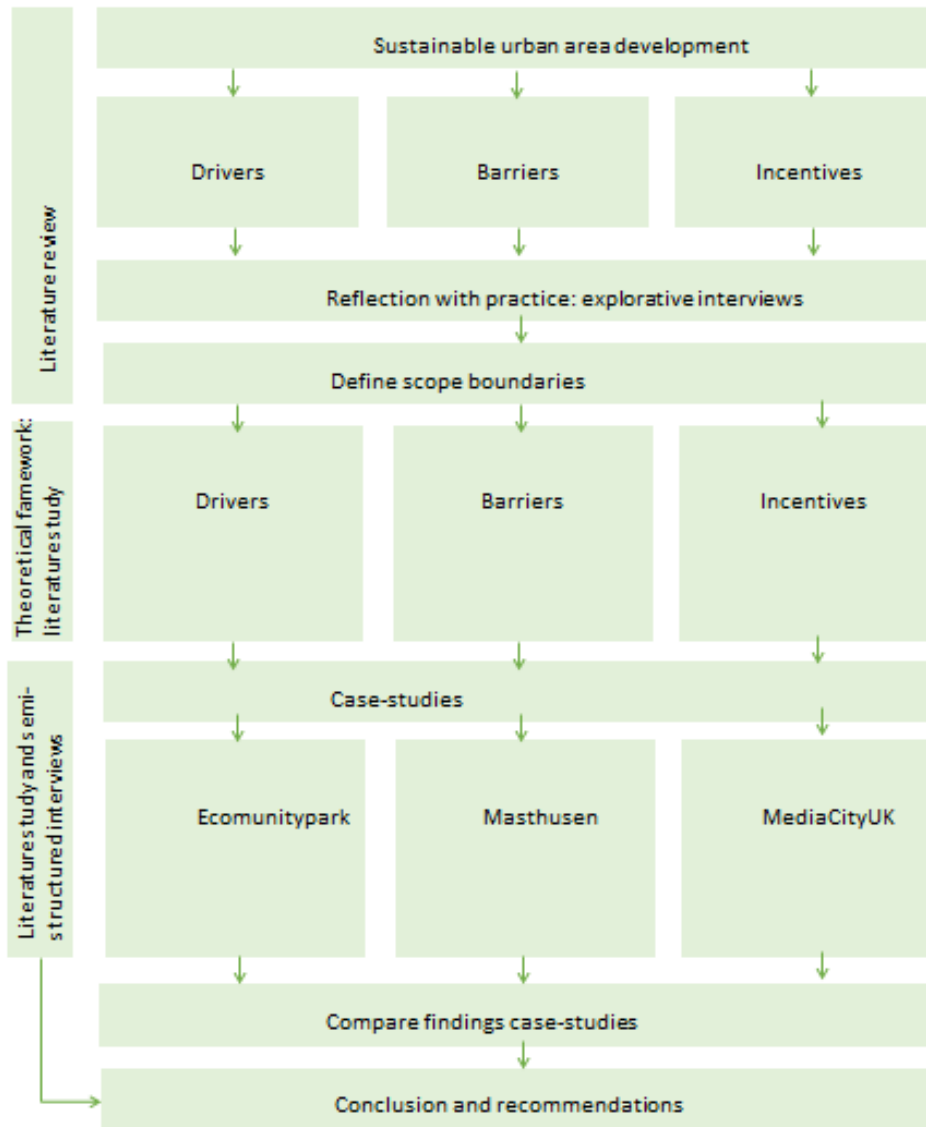 Sustainable urban area development
Drivers
Barriers
Incentives
Literature review
Reflection with practice: explorative interviews
Define scope boundaries
Theoretical famework:
literature study
Drivers
Barriers
Incentives
Literature study and semi-
structured interviews
Case-studies
Ecomunitypark
Masthusen
MediaCityUK
Compare findings case-studies
Conclusion and recommendations